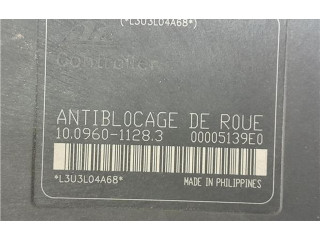 (*L3U3L04A68*)
Controller
ANTIBLOCAGE DE ROUE
10.0960-1128.3 00005139E0
*L3U3L04A68*
MADE IN PHILIPPINES